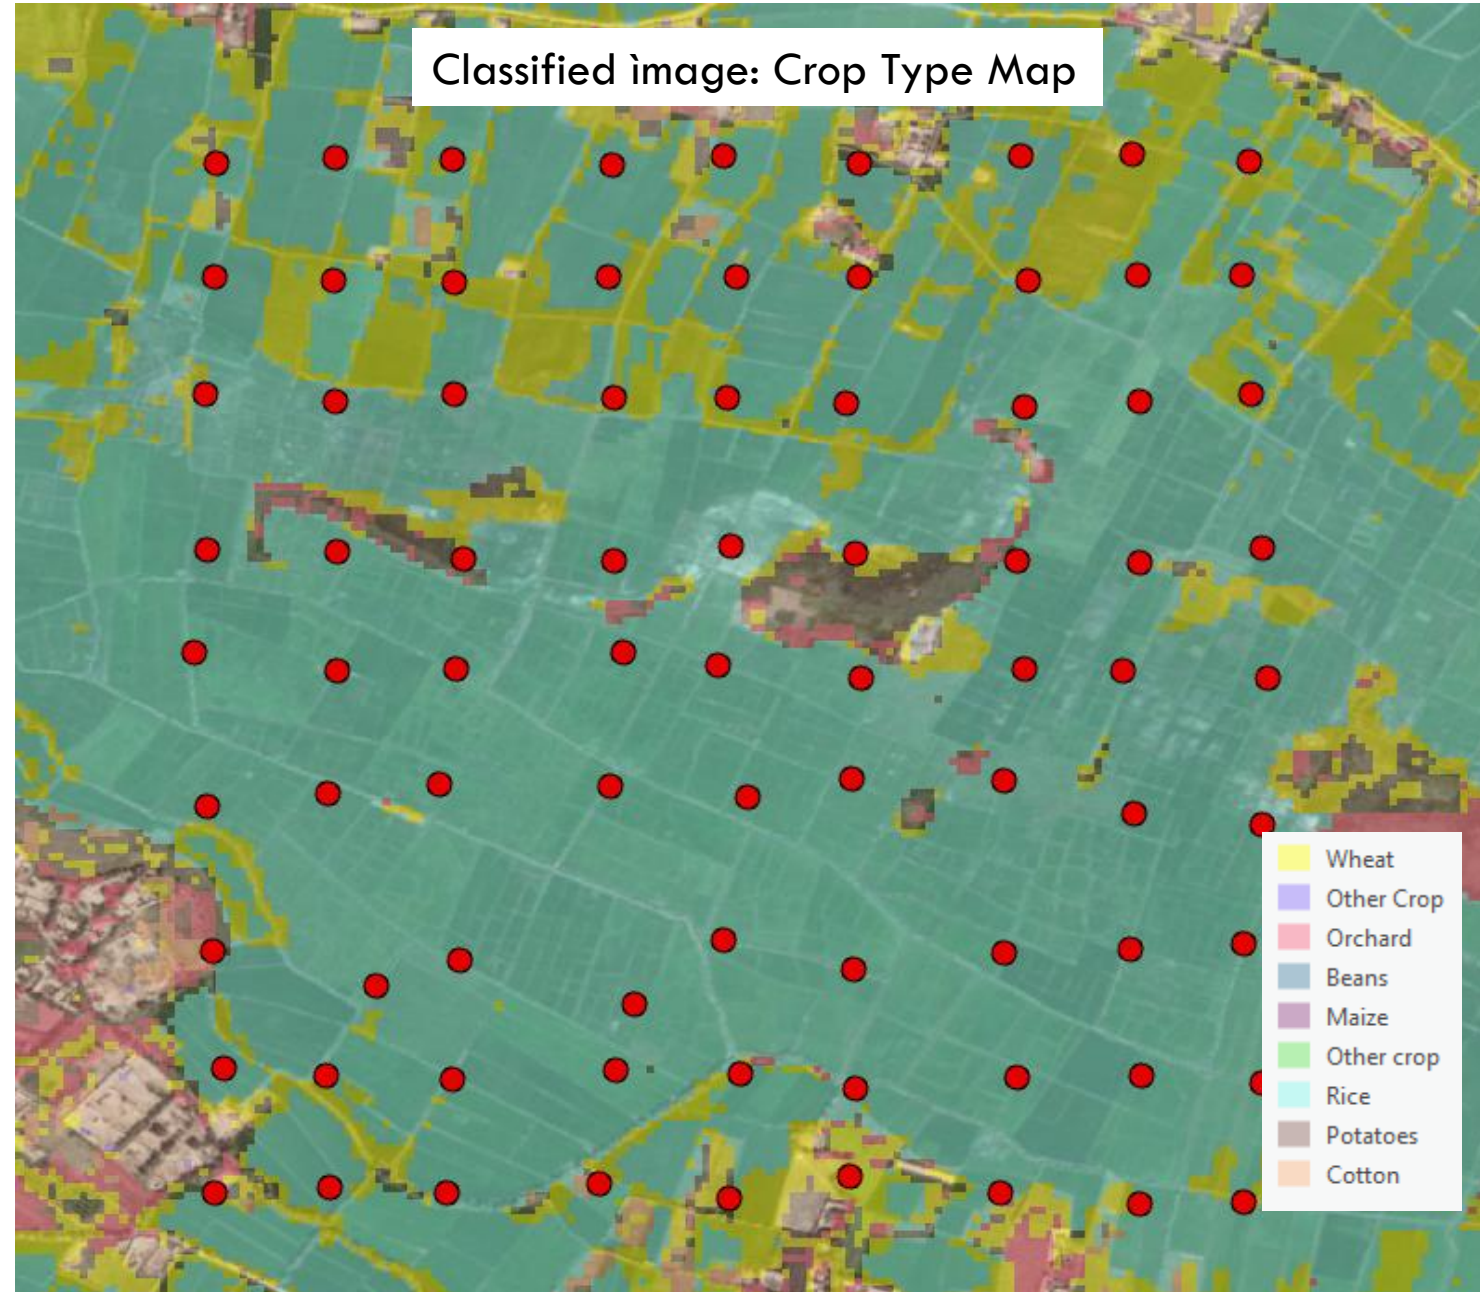 Classified ìmage: Crop Type Map
Wheat
Other Crop
Orchard
Beans
Maize
Other crop
Rice
Potatoes
Cotton